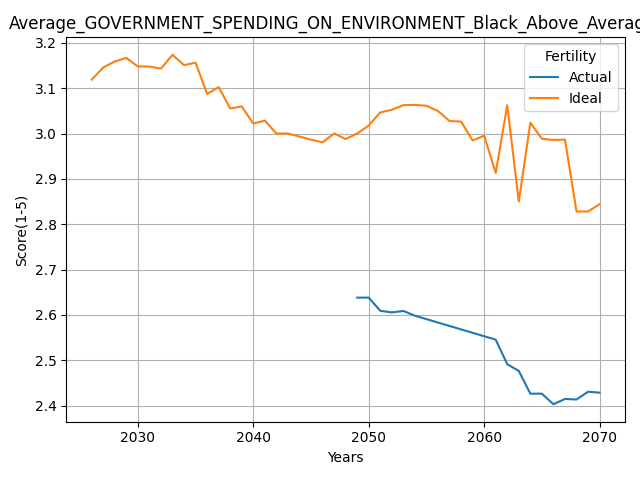 Average_GOVERNMENT_SPENDING_ON_ENVIRONMENT_Black_Above_Averag
3.2
3.1
3.0
2.9
2.8
2.7
2.6
2.5
2.4
Score(1-5)
Fertility
Actual
Ideal
2030 2040 2050 2060 2070
Years